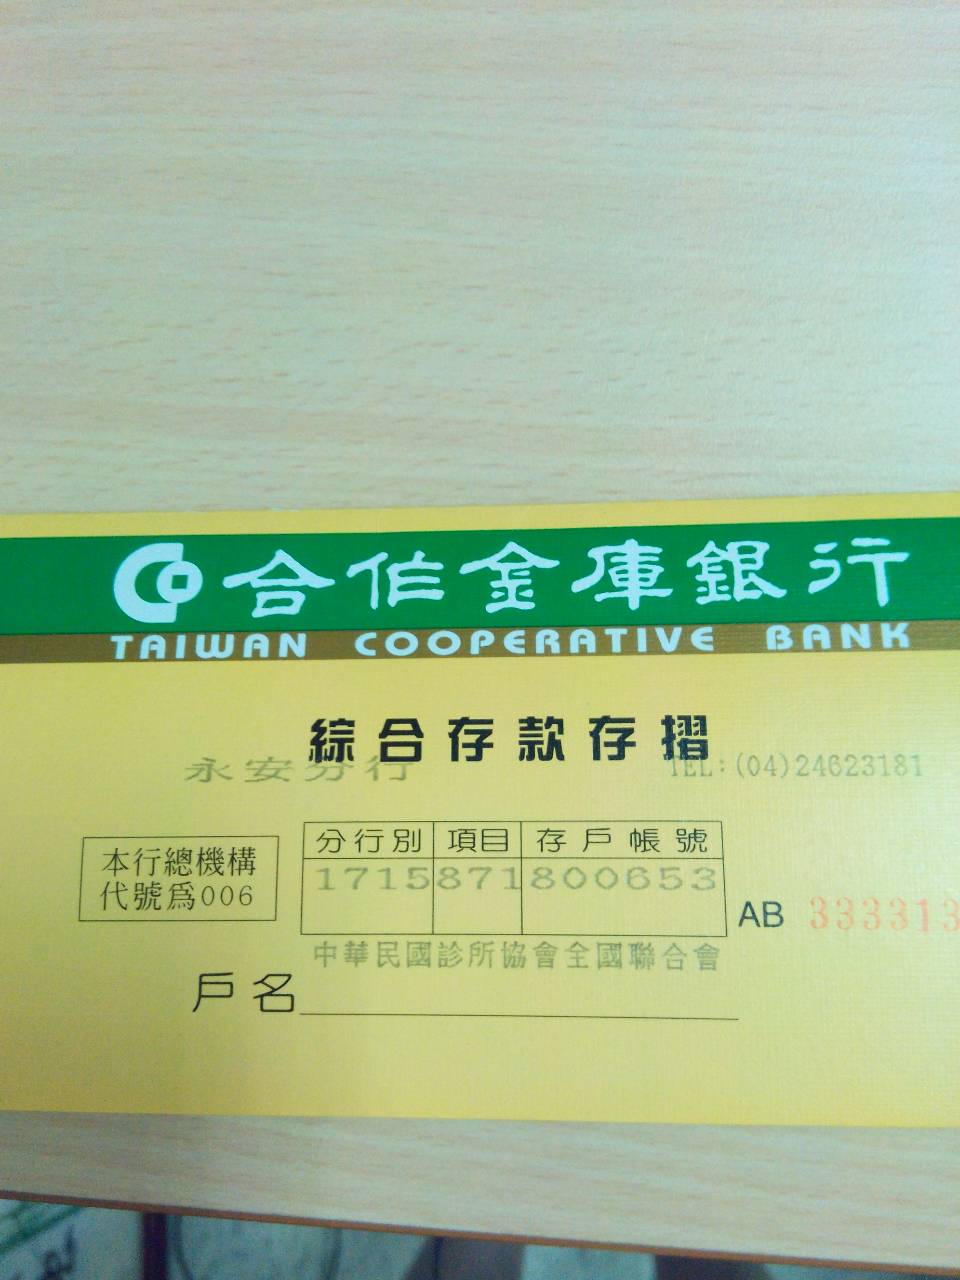 合作金庫銀行
TAIWAN COOPERATIVE BANK
綜合存款存摺
永安分行 TEL:(04)24623181
本行總機構
代號為006
分行別 項目 存戶帳號
1715 871 800653
AB 333313
中華民國診所協會全國聯合會
戶名